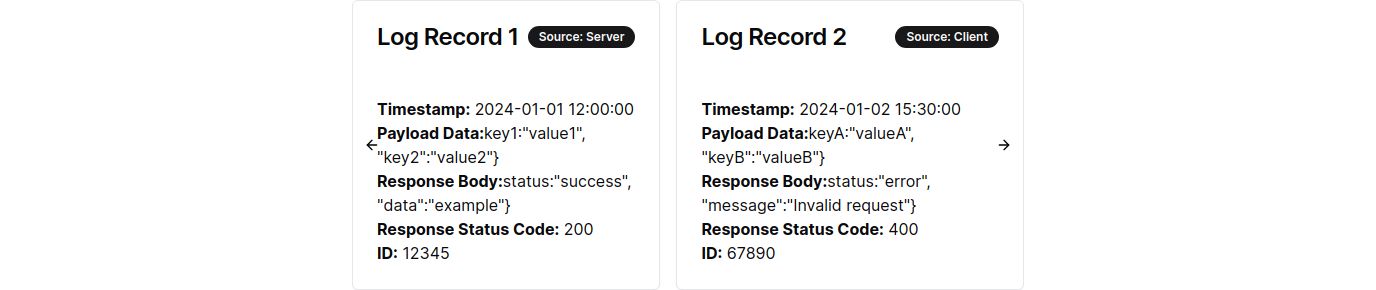 Log Record 1
Source: Server
Timestamp: 2024-01-01 12:00:00
Payload Data:key1:"value1",
"key2":"value2"}
Response Body:status:"success",
"data":"example"}
Response Status Code: 200
ID: 12345
Log Record 2
Source: Client
Timestamp: 2024-01-02 15:30:00
Payload Data:keyA:"valueA",
"keyB":"valueB"}
Response Body:status:"error",
"message":"Invalid request"}
Response Status Code: 400
ID: 67890